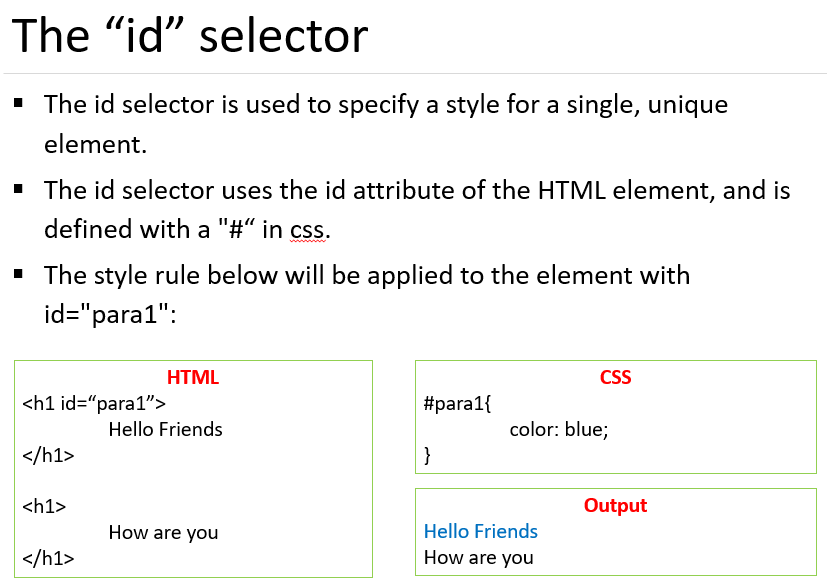 The “id” selector
▪ The id selector is used to specify a style for a single, unique
element.
▪ The id selector uses the id attribute of the HTML element, and is
defined with a "#“ in css.
▪ The style rule below will be applied to the element with
id="para1":
HTML
<h1 id=“para1”>
Hello Friends
</h1>
<h1>
How are you
</h1>
CSS
#para1{
color: blue;
}
Output
Hello Friends
How are you